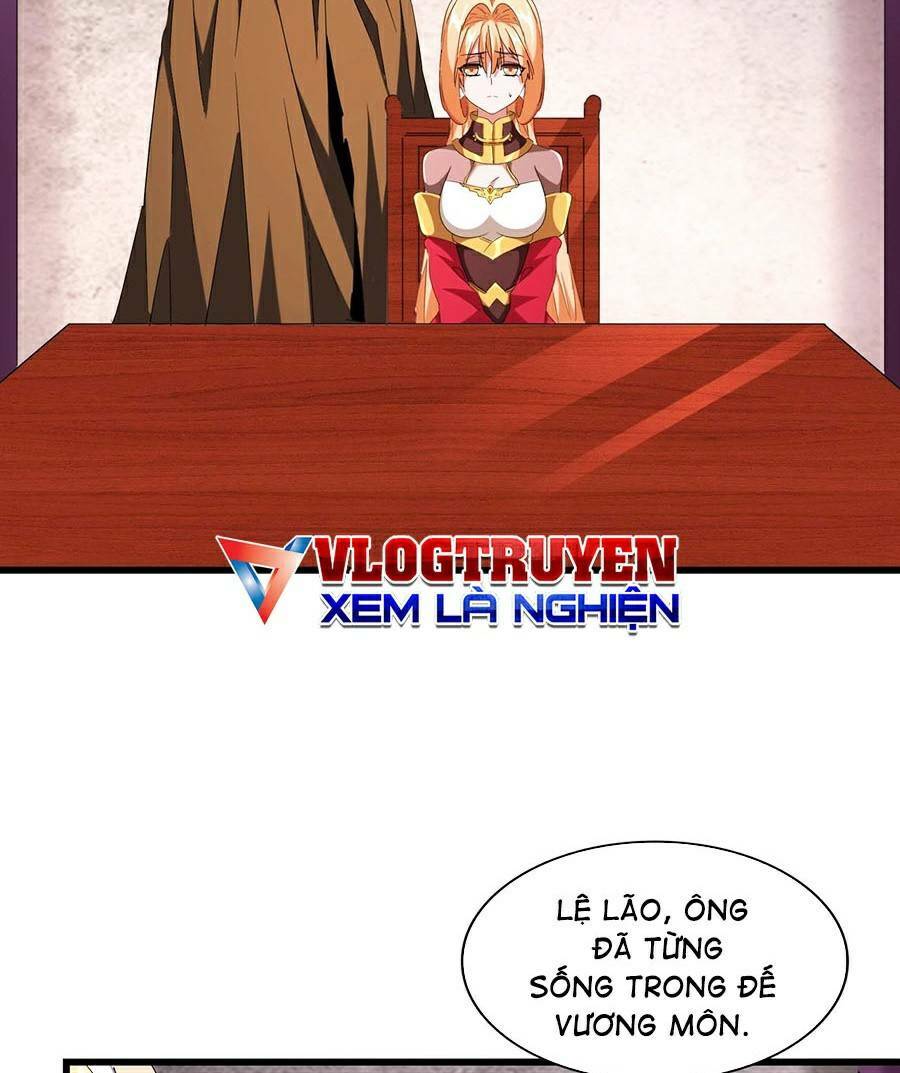 VLOGTRUYEN
XEM LÀ NGHIỆN
LỆ LÃO, ÔNG
ĐÃ TỪNG
SỐNG TRONG ĐẾ
VƯƠNG MÔN.